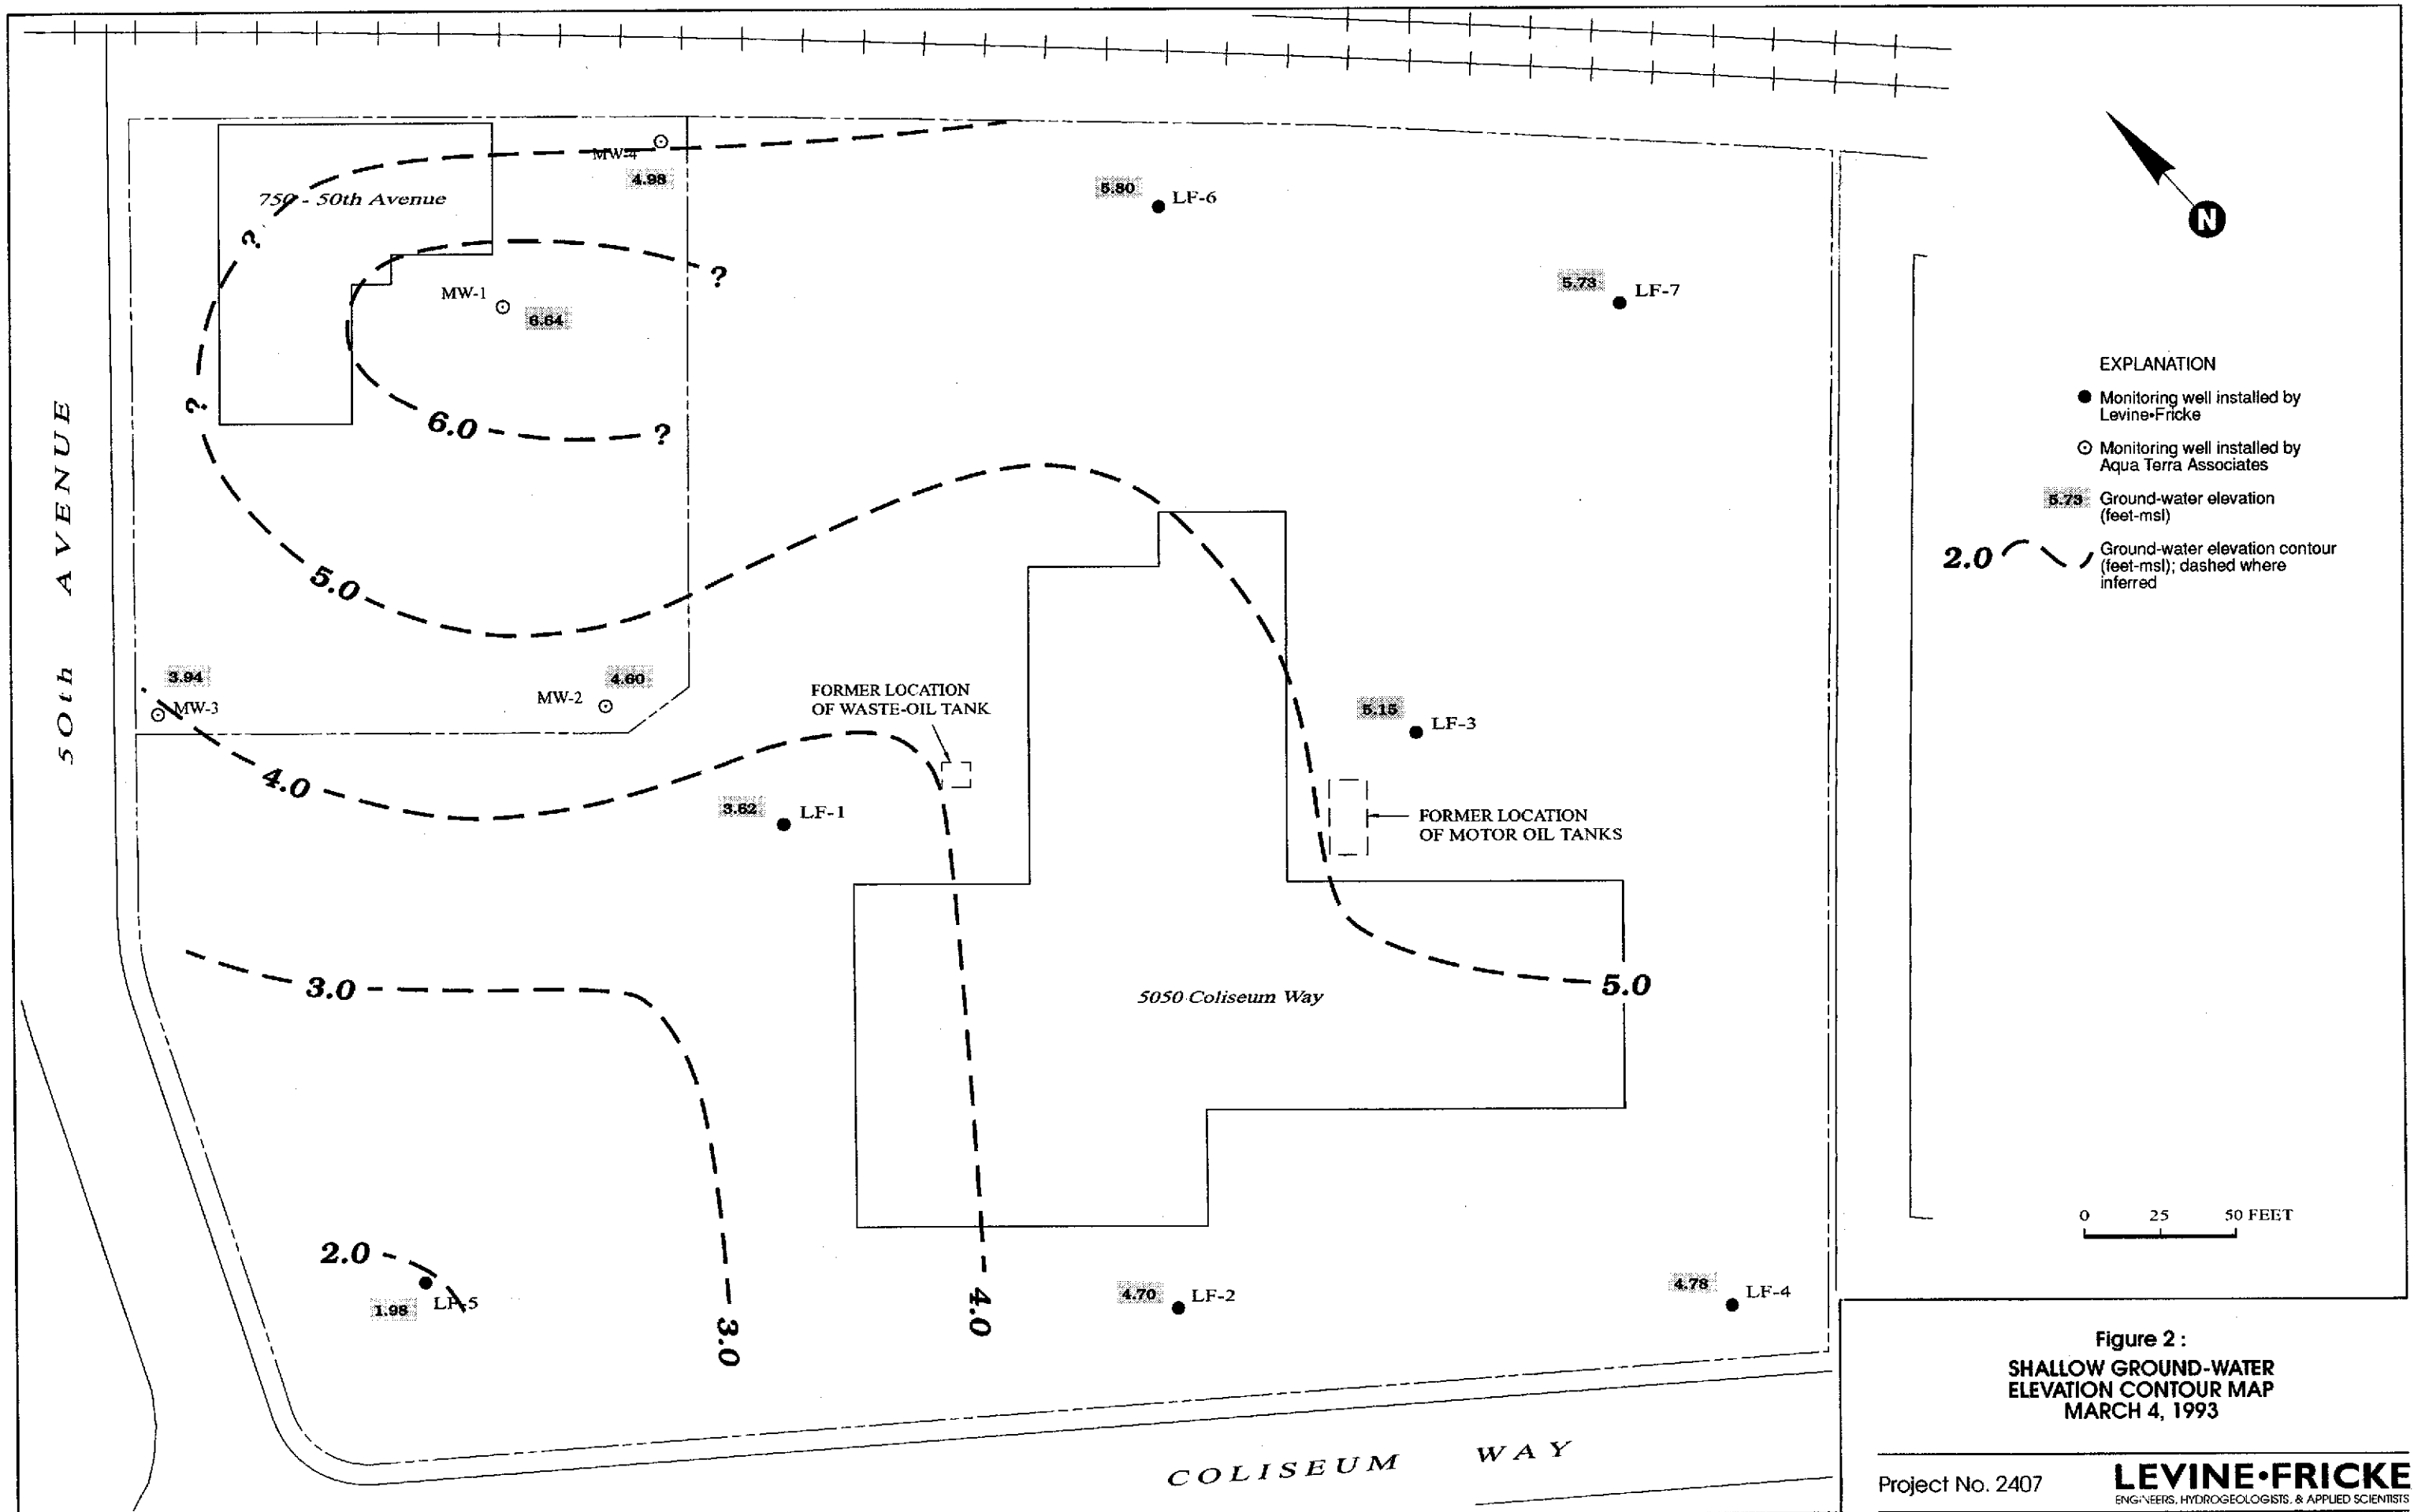 MW-4
4.98
750 - 50th Avenue
?
5.80
LF-6
N
?
MW-1
6.64
5.73
LF-7
?
6.0
?
50th AVENUE
5.0
3.94
MW-3
MW-2
4.60
FORMER LOCATION
OF WASTE-OIL TANK
5.15
LF-3
4.0
3.62
LF-1
FORMER LOCATION
OF MOTOR OIL TANKS
3.0
5050 Coliseum Way
5.0
2.0
1.98
LF-5
3.0
4.0
4.70
LF-2
4.78
LF-4
COLISEUM WAY
EXPLANATION
Monitoring well installed by
Levine•Fricke
Monitoring well installed by
Aqua Terra Associates
5.73
Ground-water elevation
(feet-msl)
2.0
Ground-water elevation contour
(feet-msl); dashed where
inferred
0 25 50 FEET
Figure 2 :
SHALLOW GROUND-WATER
ELEVATION CONTOUR MAP
MARCH 4, 1993
Project No. 2407
LEVINE•FRICKE
ENGINEERS, HYDROGEOLOGISTS, & APPLIED SCIENTISTS